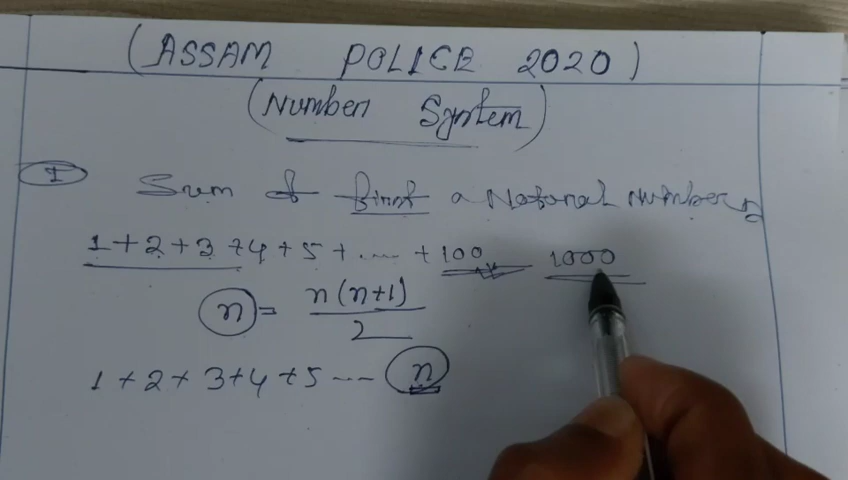 (ASSAM POLICE 2020)
(Number System)
I Sum of first n Natural Numbers
1+2+3+4+5+.....+100 1000
n = n(n+1)/2
1+2+3+4+5 --- n